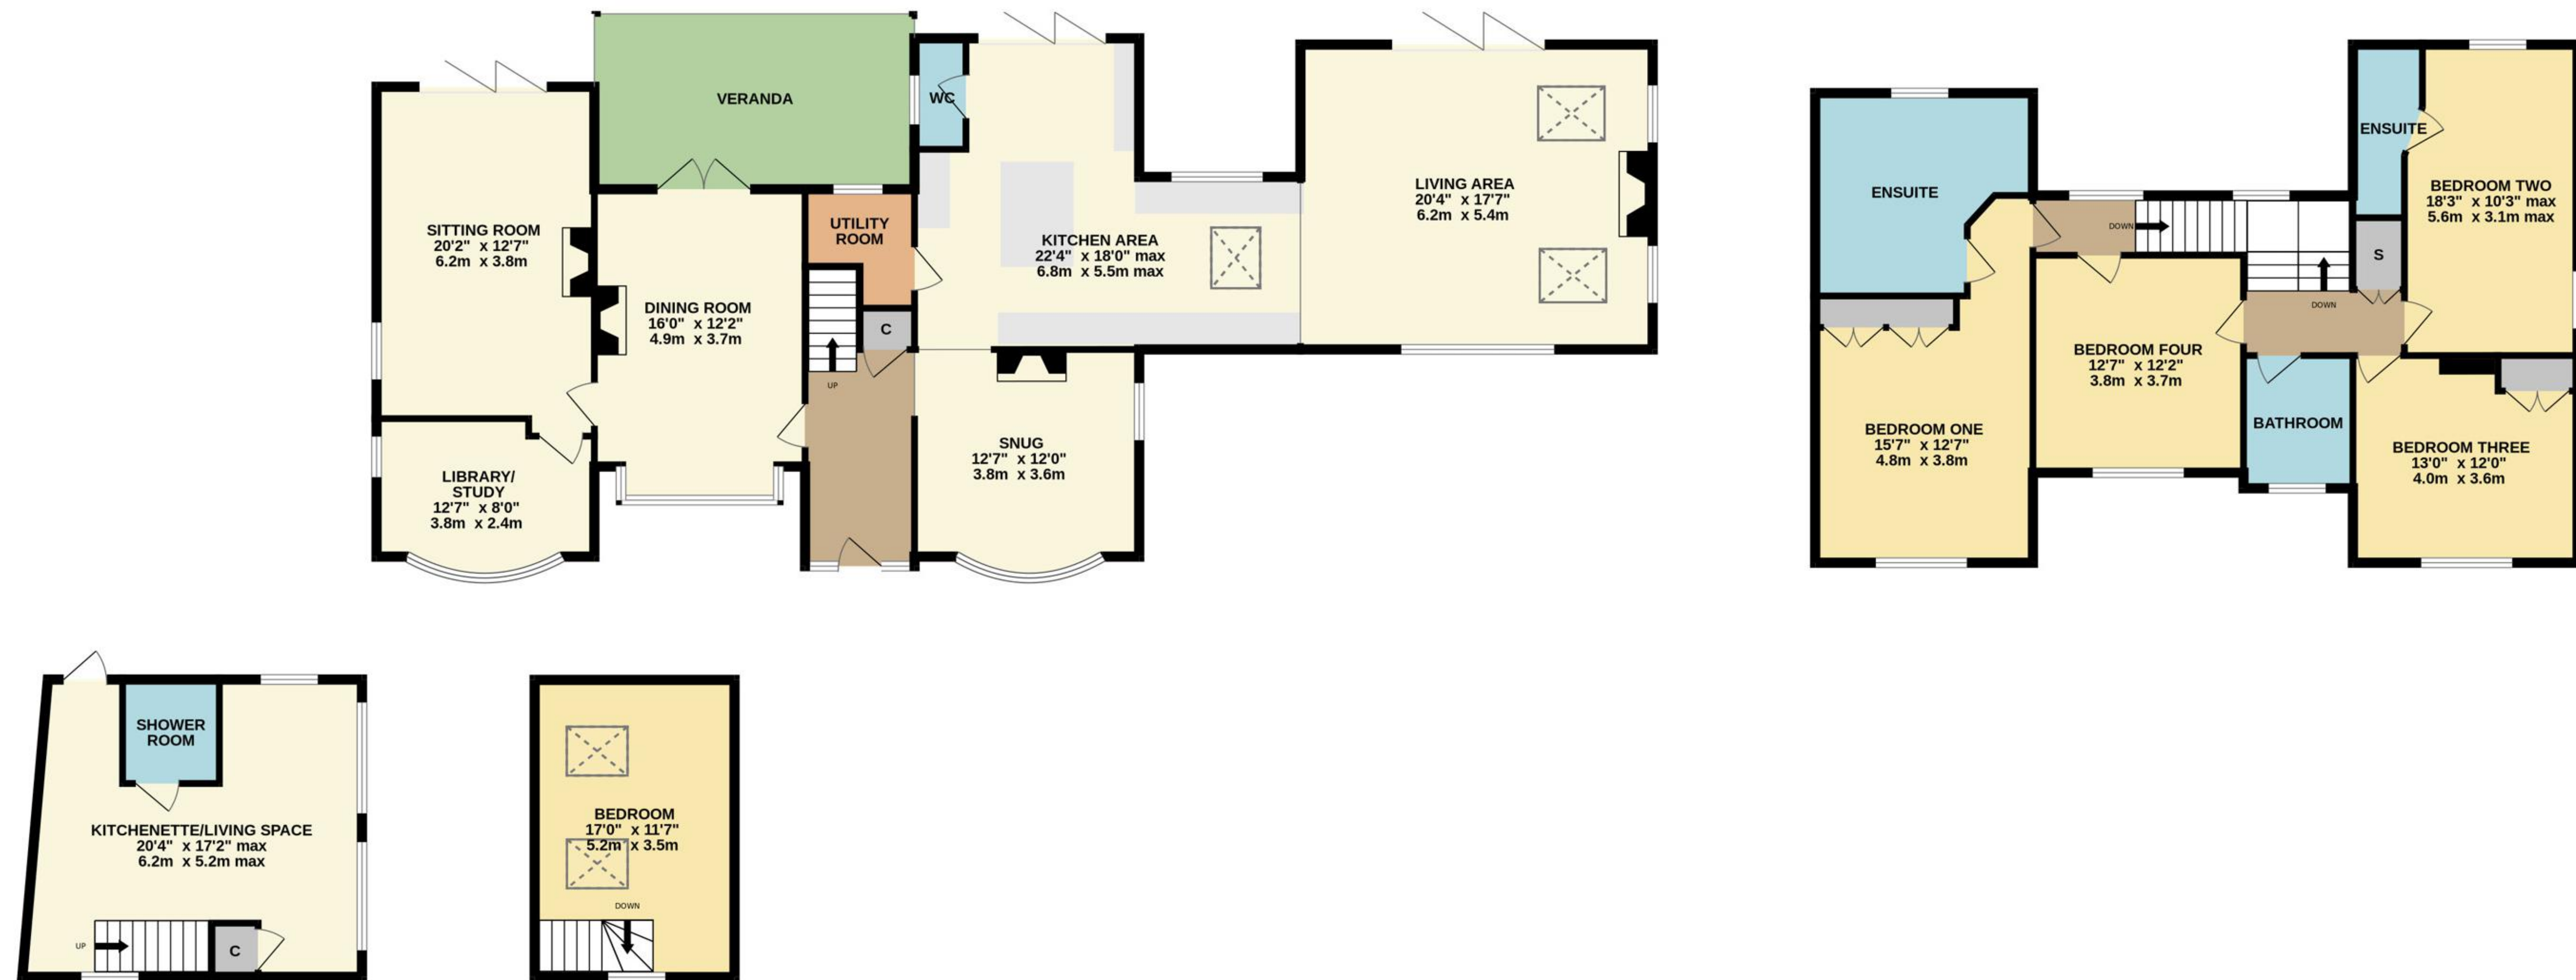 VERANDA
WC
SITTING ROOM
20'2" x 12'7"
6.2m x 3.8m
UTILITY
ROOM
KITCHEN AREA
22'4" x 18'0" max
6.8m x 5.5m max
LIVING AREA
20'4" x 17'7"
6.2m x 5.4m
DINING ROOM
16'0" x 12'2"
4.9m x 3.7m
C
UP
LIBRARY/
STUDY
12'7" x 8'0"
3.8m x 2.4m
SNUG
12'7" x 12'0"
3.8m x 3.6m
ENSUITE
ENSUITE
BEDROOM TWO
18'3" x 10'3" max
5.6m x 3.1m max
DOWN
S
DOWN
BEDROOM FOUR
12'7" x 12'2"
3.8m x 3.7m
BEDROOM ONE
15'7" x 12'7"
4.8m x 3.8m
BATHROOM
BEDROOM THREE
13'0" x 12'0"
4.0m x 3.6m
SHOWER
ROOM
KITCHENETTE/LIVING SPACE
20'4" x 17'2" max
6.2m x 5.2m max
UP
C
BEDROOM
17'0" x 11'7"
5.2m x 3.5m
DOWN